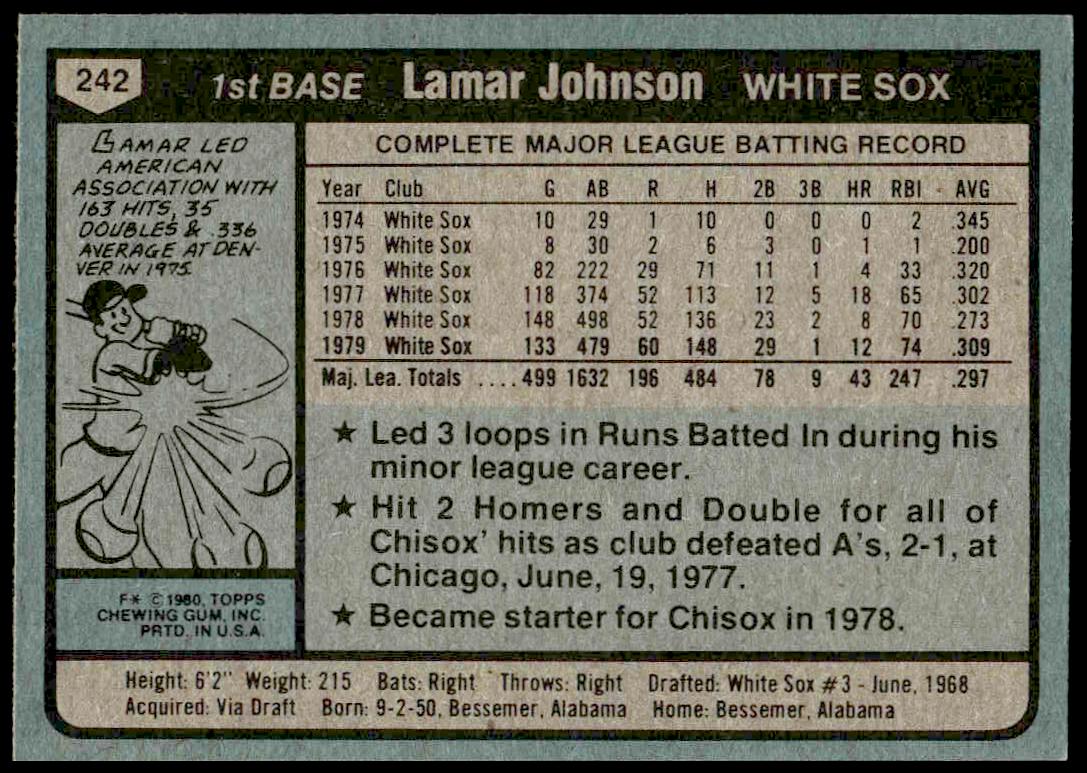 242 1st BASE Lamar Johnson WHITE SOX
LAMAR LED
AMERICAN
ASSOCIATION WITH
163 HITS, 35
DOUBLES & .336
AVERAGE AT DEN-
VER IN 1975.
F* © 1980, TOPPS
CHEWING GUM, INC.
PRTD. IN U.S.A.
COMPLETE MAJOR LEAGUE BATTING RECORD
Year Club G AB R H 2B 3B HR RBI AVG
1974 White Sox 10 29 1 10 0 0 0 2 .345
1975 White Sox 8 30 2 6 3 0 1 1 .200
1976 White Sox 82 222 29 71 11 1 4 33 .320
1977 White Sox 118 374 52 113 12 5 18 65 .302
1978 White Sox 148 498 52 136 23 2 8 70 .273
1979 White Sox 133 479 60 148 29 1 12 74 .309
Maj. Lea. Totals ....499 1632 196 484 78 9 43 247 .297
★ Led 3 loops in Runs Batted In during his
minor league career.
★ Hit 2 Homers and Double for all of
Chisox' hits as club defeated A's, 2-1, at
Chicago, June, 19, 1977.
★ Became starter for Chisox in 1978.
Height: 6'2" Weight: 215 Bats: Right Throws: Right Drafted: White Sox #3 - June, 1968
Acquired: Via Draft Born: 9-2-50, Bessemer, Alabama Home: Bessemer, Alabama